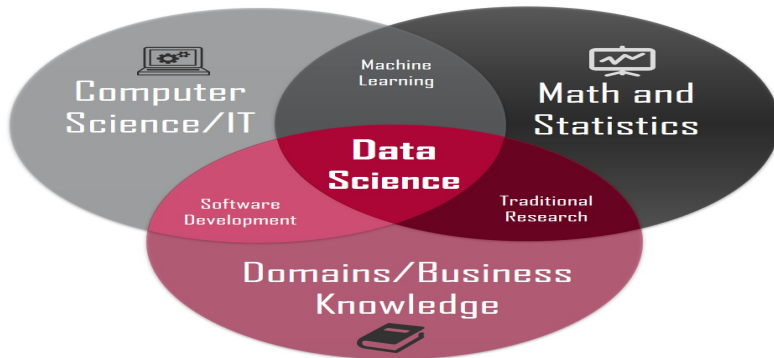 Machine
Learning
Computer
Science/IT
Math and
Statistics
Data
Science
Software
Development
Traditional
Research
Domains/Business
Knowledge